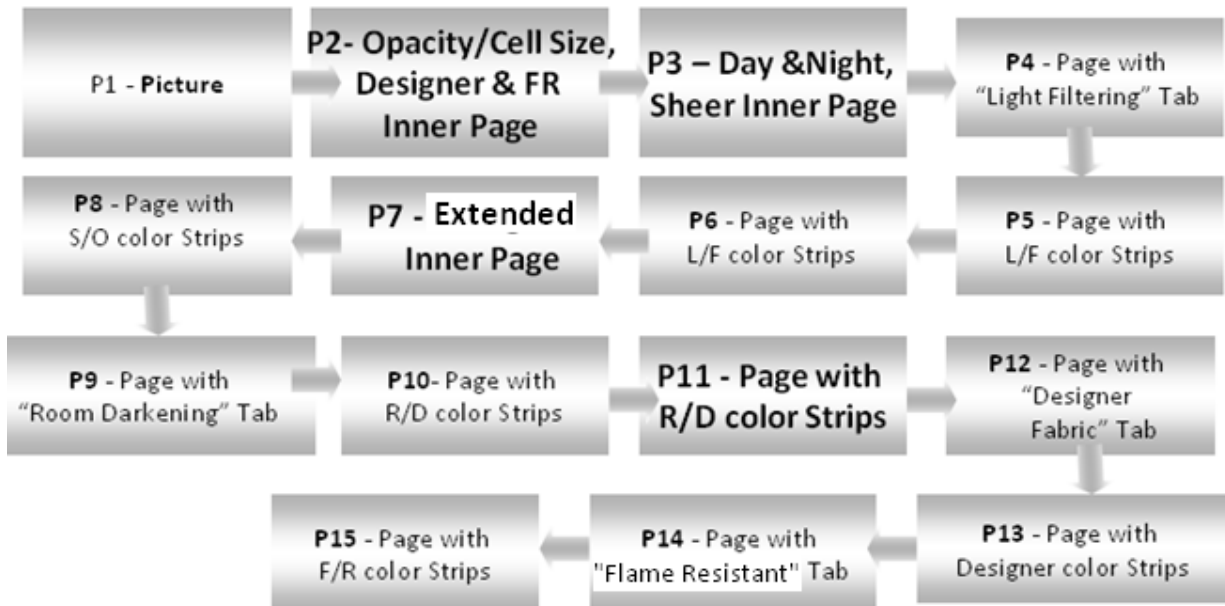 P1 - Picture
P2- Opacity/Cell Size,
Designer & FR
Inner Page
P3 – Day &Night,
Sheer Inner Page
P4 - Page with
“Light Filtering” Tab
P5 - Page with
L/F color Strips
P6 - Page with
L/F color Strips
P7 - Extended
Inner Page
P8 - Page with
S/O color Strips
P9 - Page with
“Room Darkening” Tab
P10- Page with
R/D color Strips
P11 - Page with
R/D color Strips
P12 - Page with
“Designer
Fabric” Tab
P13 - Page with
Designer color Strips
P14 - Page with
"Flame Resistant" Tab
P15 - Page with
F/R color Strips